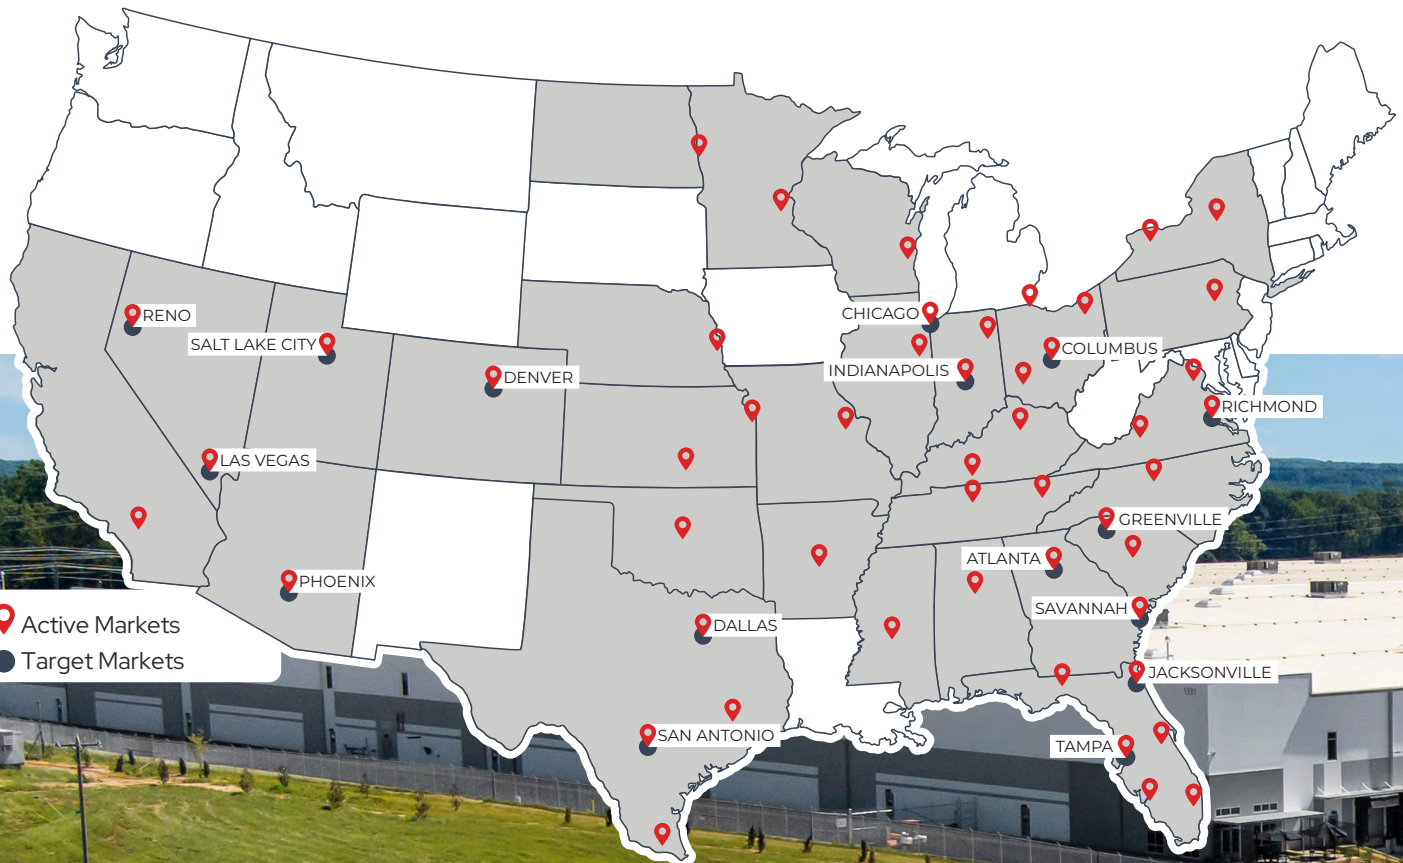 CHICAGO
RENO
SALT LAKE CITY
COLUMBUS
INDIANAPOLIS
DENVER
RICHMOND
LAS VEGAS
GREENVILLE
ATLANTA
PHOENIX
SAVANNAH
Active Markets
DALLAS
Target Markets
JACKSONVILLE
SAN ANTONIO
TAMPA